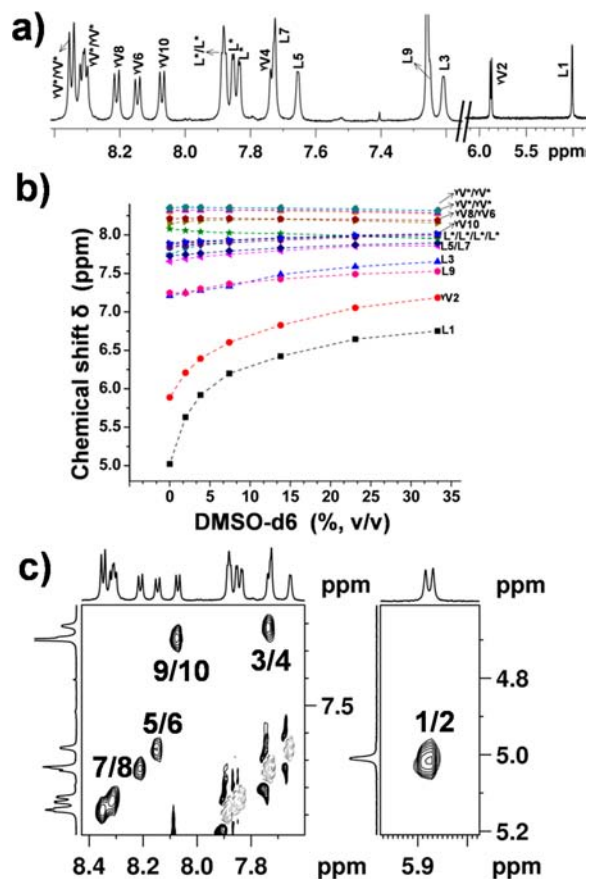 a)
ᵞV*/ᵞV*
ᵞV*/ᵞV*
ᵞV8
ᵞV6
ᵞV10
L*/L*
L*
L*
ᵞV4
L7
L5
L9
L3
ᵞV2
L1
8.2 8.0 7.8 7.6 7.4 6.0 5.5 ppm
b)
Chemical shift δ (ppm)
8.5
8.0
7.5
7.0
6.5
6.0
5.5
5.0
ᵞV*/ᵞV*
ᵞV*/ᵞV*
ᵞV8/ᵞV6
ᵞV10
L*/L*/L*/L*
L5/L7
L3
L9
ᵞV2
L1
0 5 10 15 20 25 30 35
DMSO-d6 (%, v/v)
c)
ppm ppm
9/10 3/4
5/6
7/8
7.5
1/2
4.8
5.0
5.2
8.4 8.2 8.0 7.8 ppm 5.9 ppm